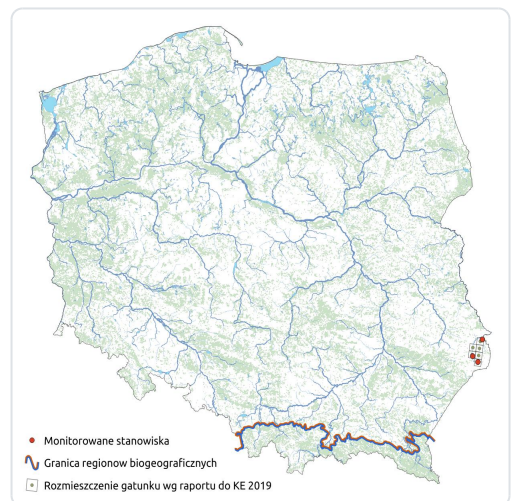 Monitorowane stanowiska
Granica regionow biogeograficznych
Rozmieszczenie gatunku wg raportu do KE 2019